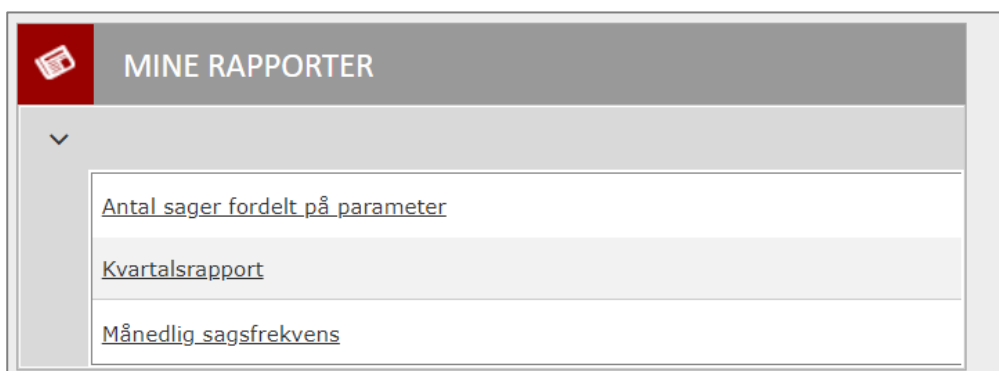 MINE RAPPORTER
Antal sager fordelt på parameter
Kvartalsrapport
Månedlig sagsfrekvens